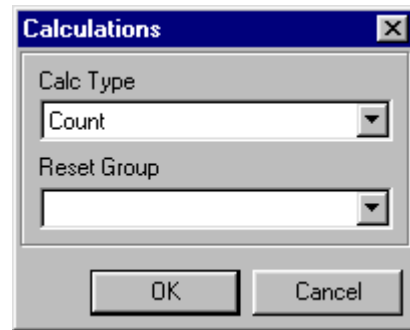 Calculations
Calc Type
Count
Reset Group
OK Cancel